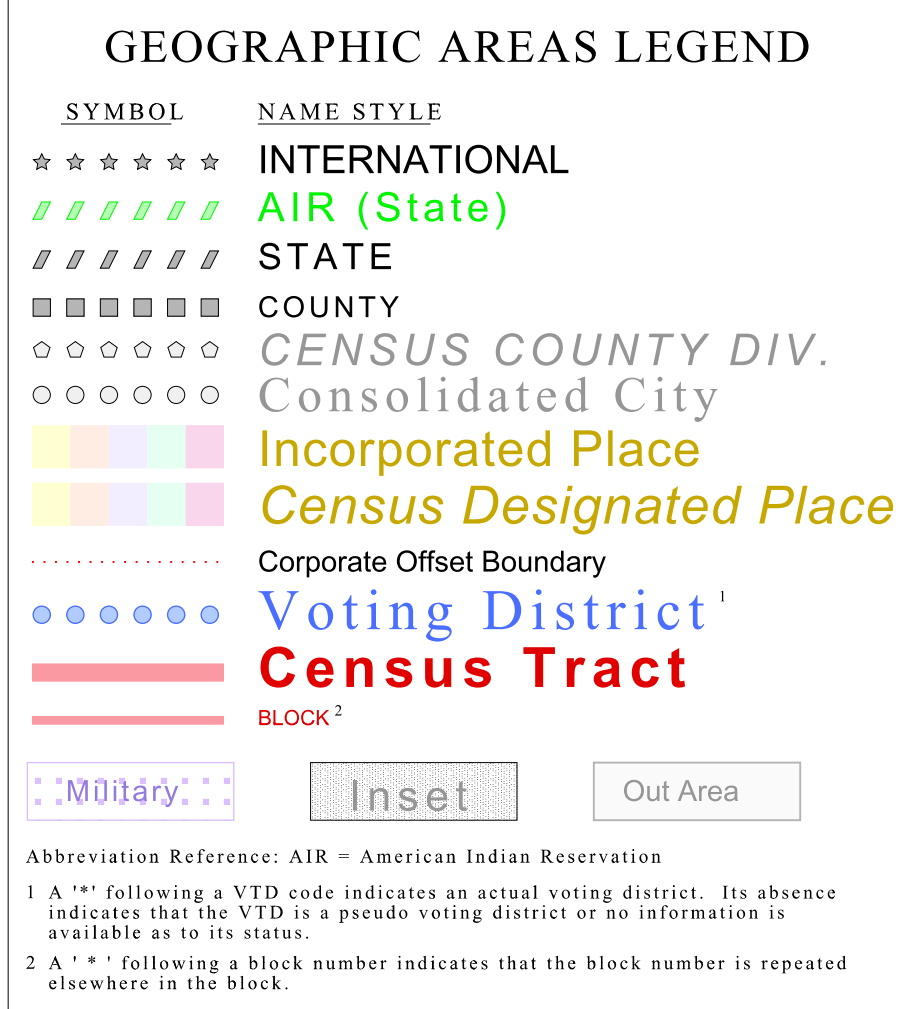 GEOGRAPHIC AREAS LEGEND
SYMBOL NAME STYLE
INTERNATIONAL
AIR (State)
STATE
COUNTY
CENSUS COUNTY DIV.
Consolidated City
Incorporated Place
Census Designated Place
Corporate Offset Boundary
Voting District 1
Census Tract
BLOCK 2
Military Inset Out Area
Abbreviation Reference: AIR = American Indian Reservation
1 A '*' following a VTD code indicates an actual voting district. Its absence
indicates that the VTD is a pseudo voting district or no information is
available as to its status.
2 A ' * ' following a block number indicates that the block number is repeated
elsewhere in the block.